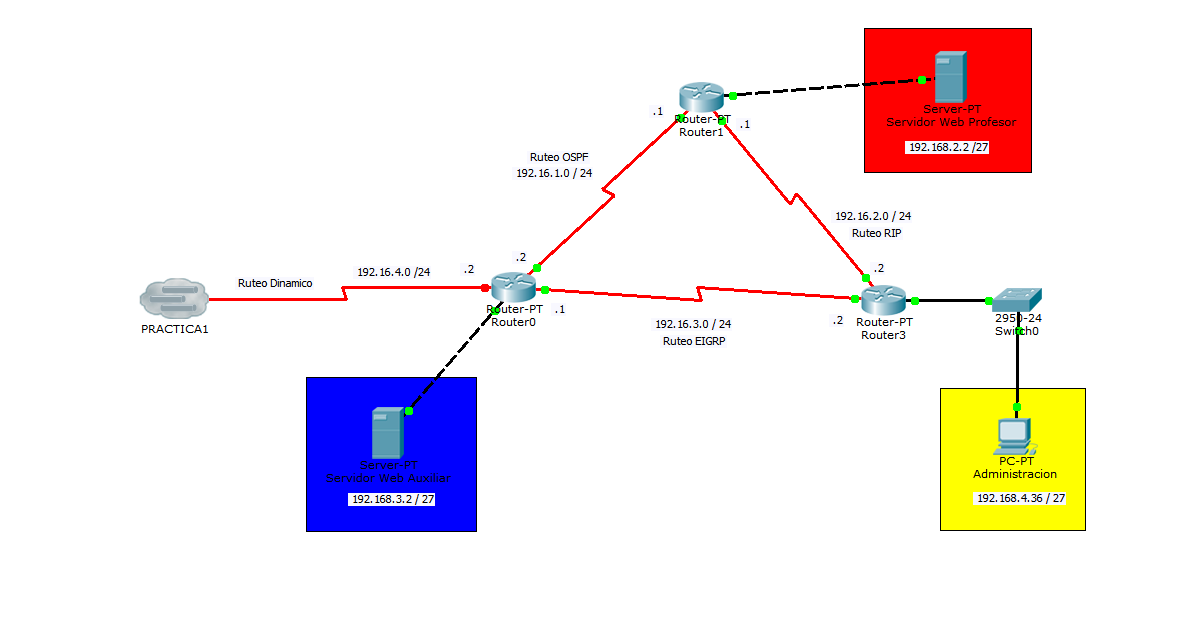 Server-PT
Servidor Web Profesor
192.168.2.2 /27
.1
Router-PT
Router1
.1
Ruteo OSPF
192.16.1.0 / 24
192.16.2.0 / 24
Ruteo RIP
.2
.2
.2
Ruteo Dinamico
192.16.4.0 /24
PRACTICA1
Router-PT
Router0
.1
192.16.3.0 / 24
Ruteo EIGRP
.2
Router-PT
Router3
2950-24
Switch0
Server-PT
Servidor Web Auxiliar
192.168.3.2 / 27
PC-PT
Administracion
192.168.4.36 / 27